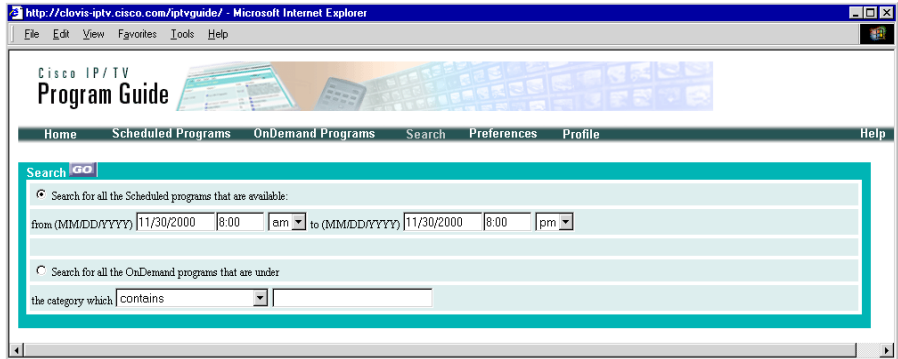 http://clovis-iptv.cisco.com/iptvguide/ - Microsoft Internet Explorer
File Edit View Favorites Tools Help
Cisco IP/TV
Program Guide
Home Scheduled Programs OnDemand Programs Search Preferences Profile Help
Search GO
Search for all the Scheduled programs that are available:
from (MM/DD/YYYY) 11/30/2000 8:00 am to (MM/DD/YYYY) 11/30/2000 8:00 pm
Search for all the OnDemand programs that are under
the category which contains